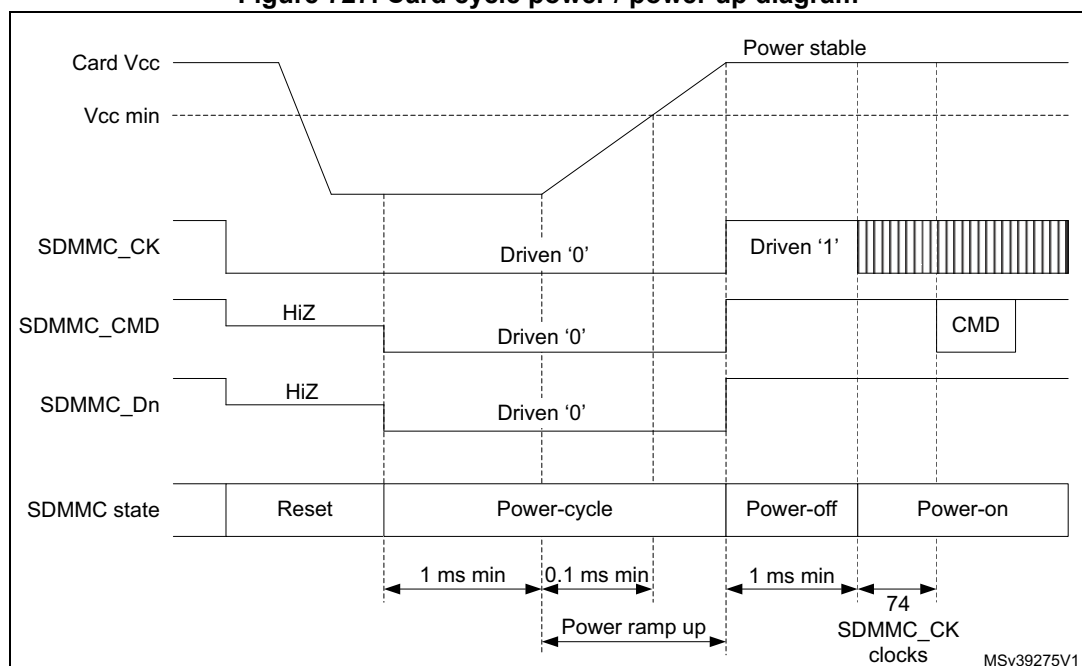 Figure 727. Card cycle power / power up diagram
Power stable
Card Vcc
Vcc min
SDMMC_CK
Driven ‘0’
Driven ‘1’
SDMMC_CMD
HiZ
Driven ‘0’
CMD
SDMMC_Dn
HiZ
Driven ‘0’
SDMMC state
Reset
Power-cycle
Power-off
Power-on
1 ms min
0.1 ms min
1 ms min
74
SDMMC_CK
clocks
Power ramp up
MSv39275V1